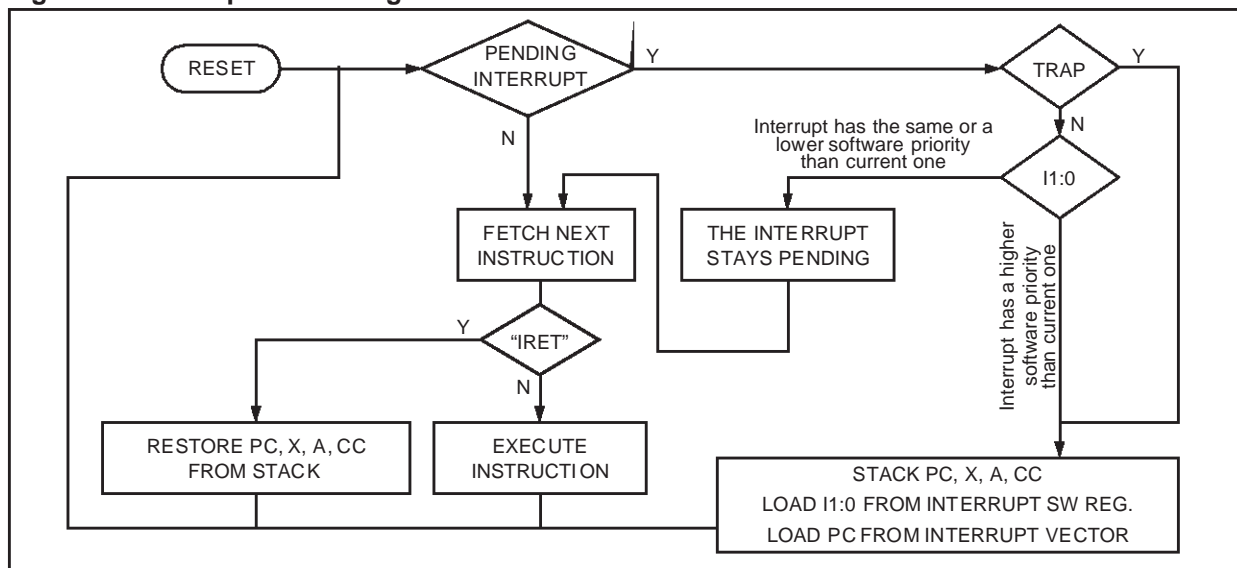 RESET
PENDING
INTERRUPT
Y
TRAP
Y
N
N
Interrupt has the same or a
lower software priority
than current one
I1:0
FETCH NEXT
INSTRUCTION
THE INTERRUPT
STAYS PENDING
Interrupt has a higher
software priority
than current one
Y
“IRET”
N
RESTORE PC, X, A, CC
FROM STACK
EXECUTE
INSTRUCTION
STACK PC, X, A, CC
LOAD I1:0 FROM INTERRUPT SW REG.
LOAD PC FROM INTERRUPT VECTOR